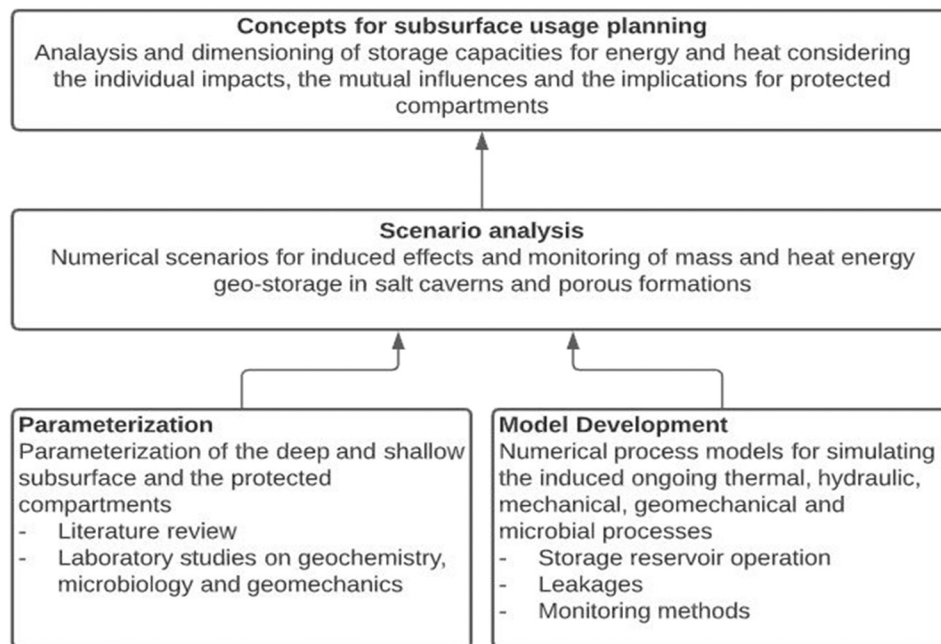 Concepts for subsurface usage planning
Analaysis and dimensioning of storage capacities for energy and heat considering
the individual impacts, the mutual influences and the implications for protected
compartments
Scenario analysis
Numerical scenarios for induced effects and monitoring of mass and heat energy
geo-storage in salt caverns and porous formations
Parameterization
Parameterization of the deep and shallow
subsurface and the protected
compartments
- Literature review
- Laboratory studies on geochemistry,
microbiology and geomechanics
Model Development
Numerical process models for simulating
the induced ongoing thermal, hydraulic,
mechanical, geomechanical and
microbial processes
- Storage reservoir operation
- Leakages
- Monitoring methods